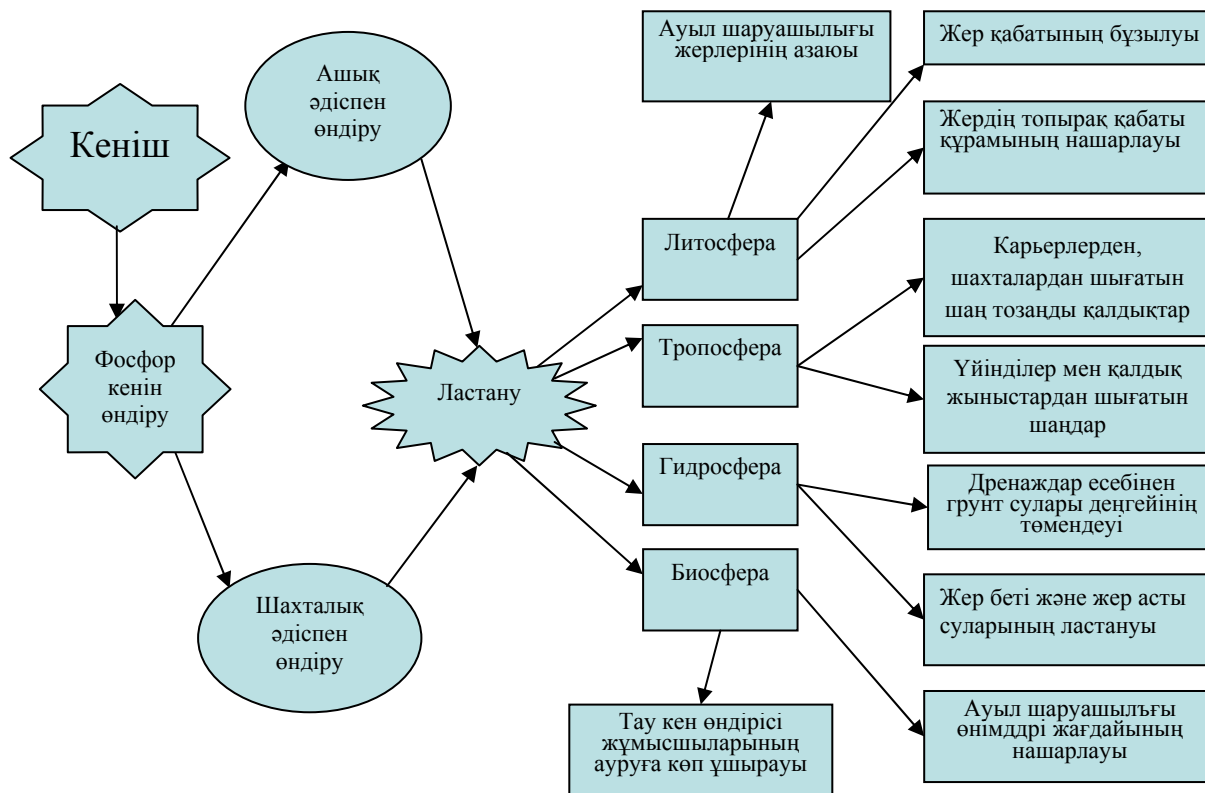 Кеніш
Фосфор
кенін
өндіру
Ашық
әдіспен
өндіру
Шахталық
әдіспен
өндіру
Ластану
Литосфера
Тропосфера
Гидросфера
Биосфера
Ауыл шаруашылығы
жерлерінің азаюы
Жер қабатының бұзылуы
Жердің топырақ қабаты
құрамының нашарлауы
Карьерлерден,
шахталардан шығатын
шаң тозаңды қалдықтар
Үйінділер мен қалдық
жыныстардан шығатын
шаңдар
Дренаждар есебінен
грунт сулары деңгейінің
төмендеуі
Жер беті және жер асты
суларының ластануы
Ауыл шаруашылъғы
өнімддрі жағдайының
нашарлауы
Тау кен өндірісі
жұмысшыларының
ауруға көп ұшырауы